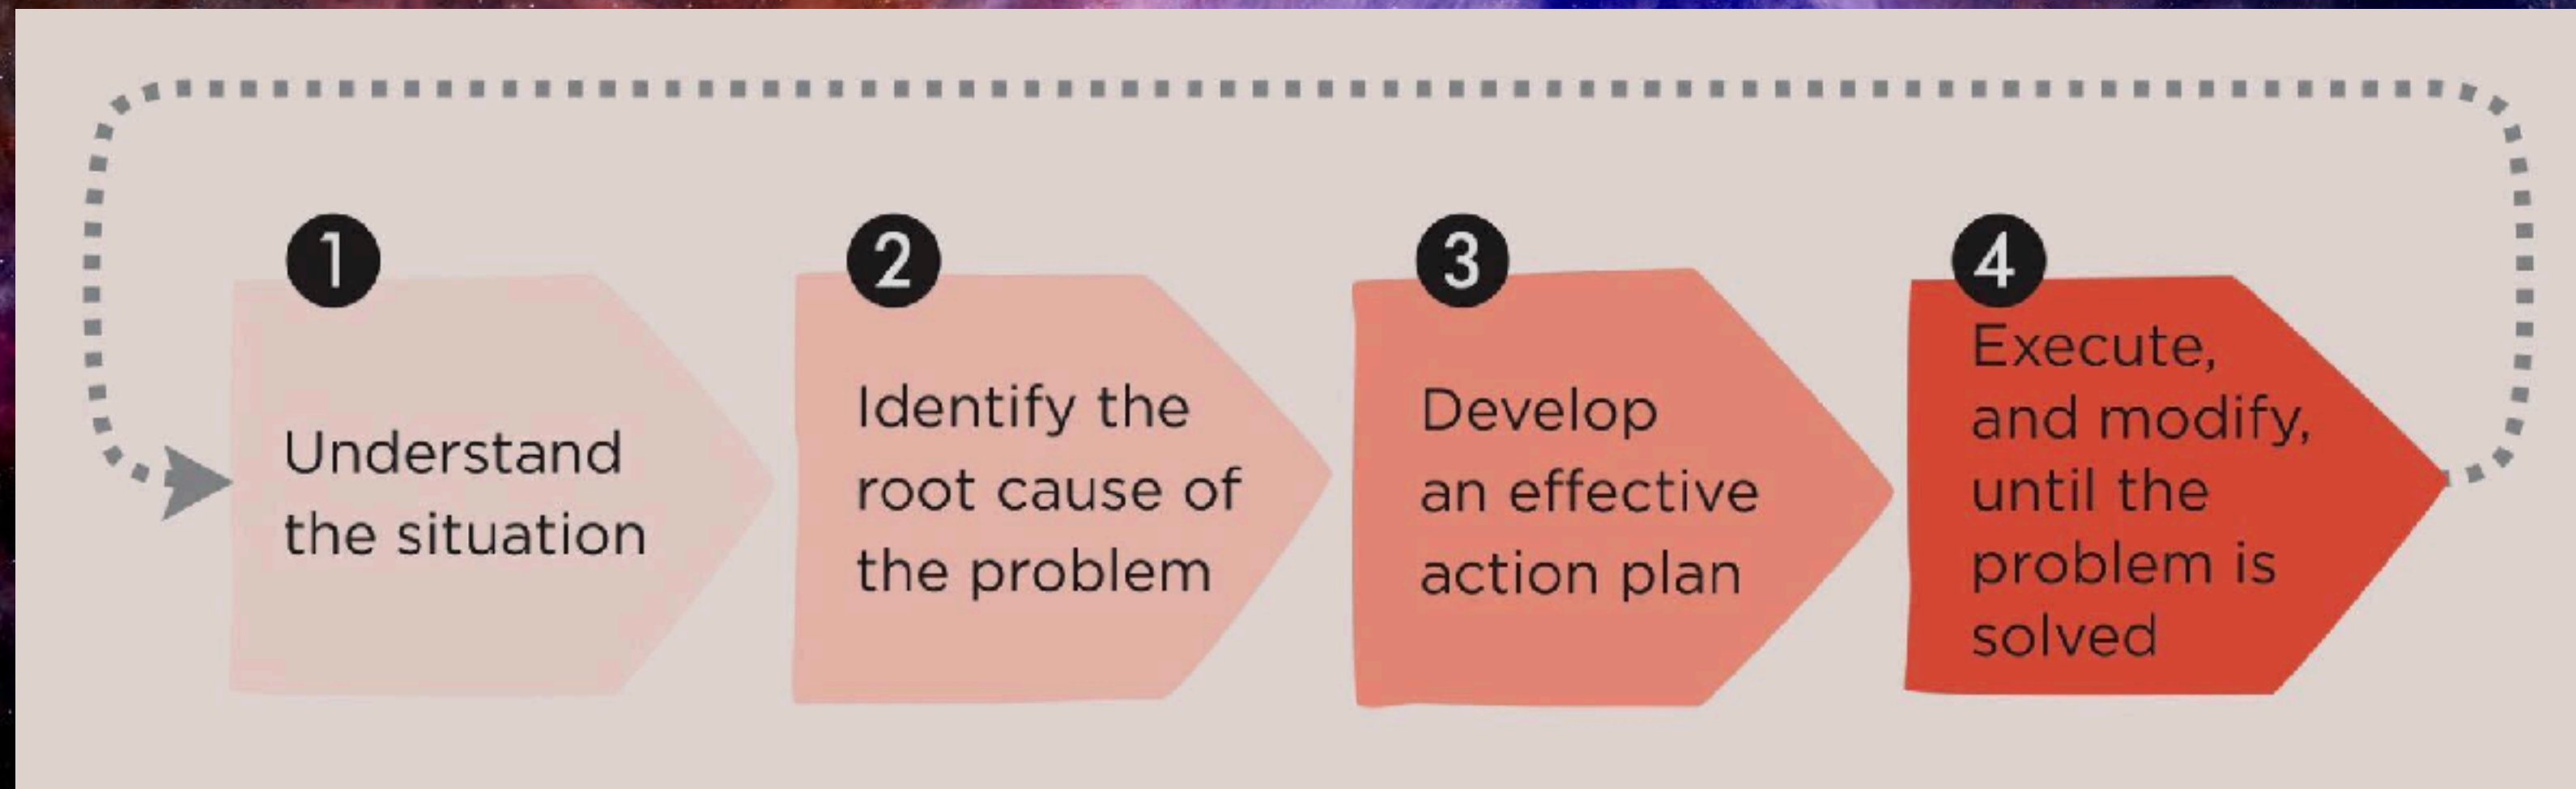 1
Understand
the situation
2
Identify the
root cause of
the problem
3
Develop
an effective
action plan
4
Execute,
and modify,
until the
problem is
solved